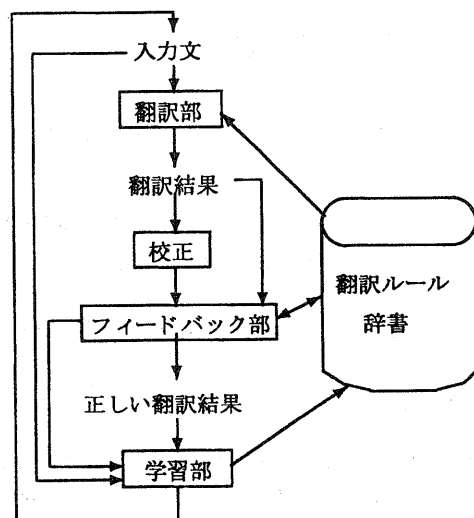 入力文
翻訳部
翻訳結果
校正
翻訳ルール
辞書
フィードバック部
正しい翻訳結果
学習部